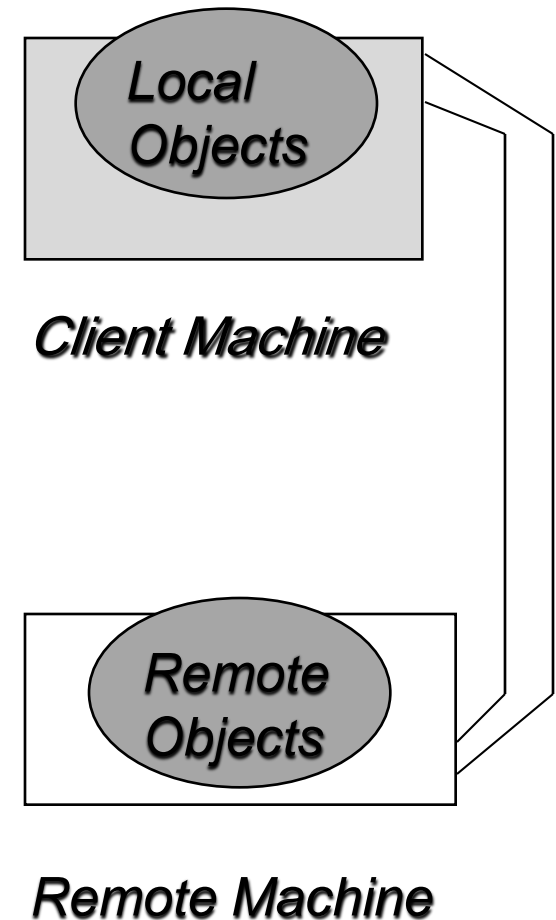 Local
Objects
Client Machine
Remote
Objects
Remote Machine